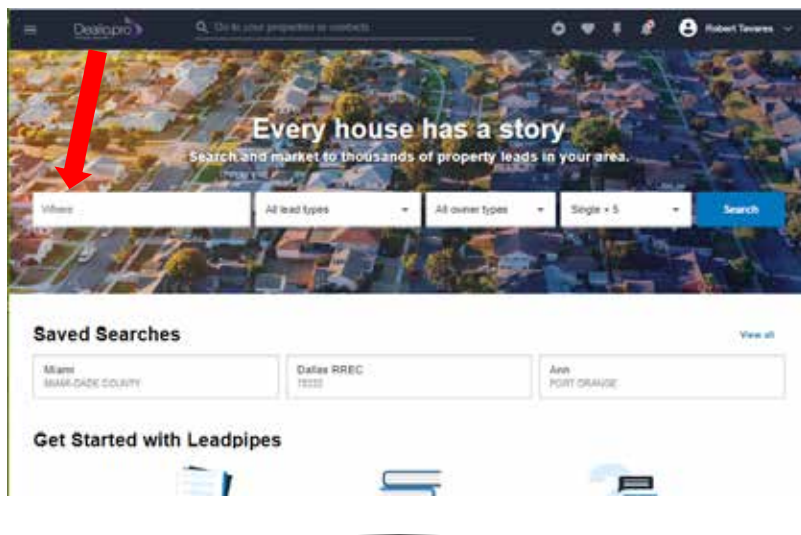 Dealo.pro
Go to your properties or contacts
Robert Tavares
Every house has a story
Search and market to thousands of property leads in your area.
Where
All lead types
All owner types
Single + 5
Search
Saved Searches
View all
Miami
MIAMI-DADE COUNTY
Dallas RREC
Ann
PORT ORANGE
Get Started with Leadpipes